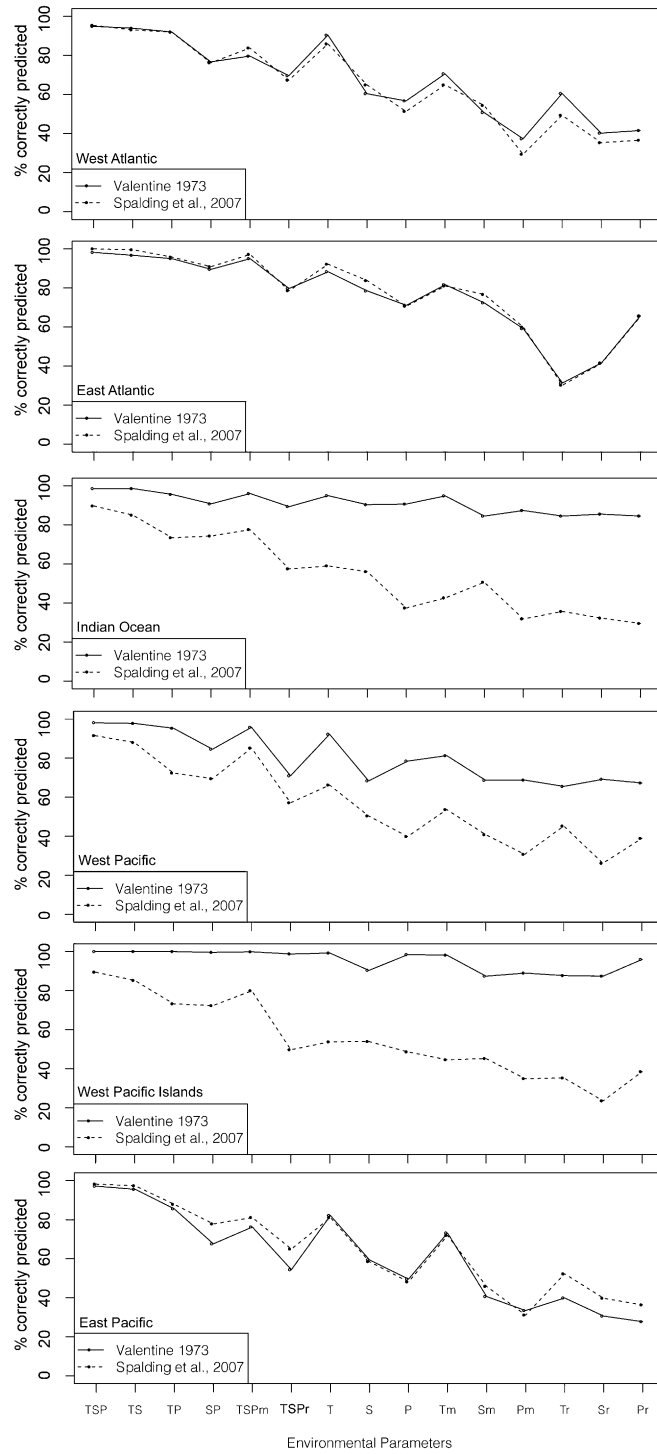 % correctly predicted
0 20 40 60 80 100
West Atlantic
Valentine 1973
Spalding et al., 2007
% correctly predicted
0 20 40 60 80 100
East Atlantic
Valentine 1973
Spalding et al., 2007
% correctly predicted
0 20 40 60 80 100
Indian Ocean
Valentine 1973
Spalding et al., 2007
% correctly predicted
0 20 40 60 80 100
West Pacific
Valentine 1973
Spalding et al., 2007
% correctly predicted
0 20 40 60 80 100
West Pacific Islands
Valentine 1973
Spalding et al., 2007
% correctly predicted
0 20 40 60 80 100
East Pacific
Valentine 1973
Spalding et al., 2007
TSP TS TP SP TSPm TSPr T S P Tm Sm Pm Tr Sr Pr
Environmental Parameters